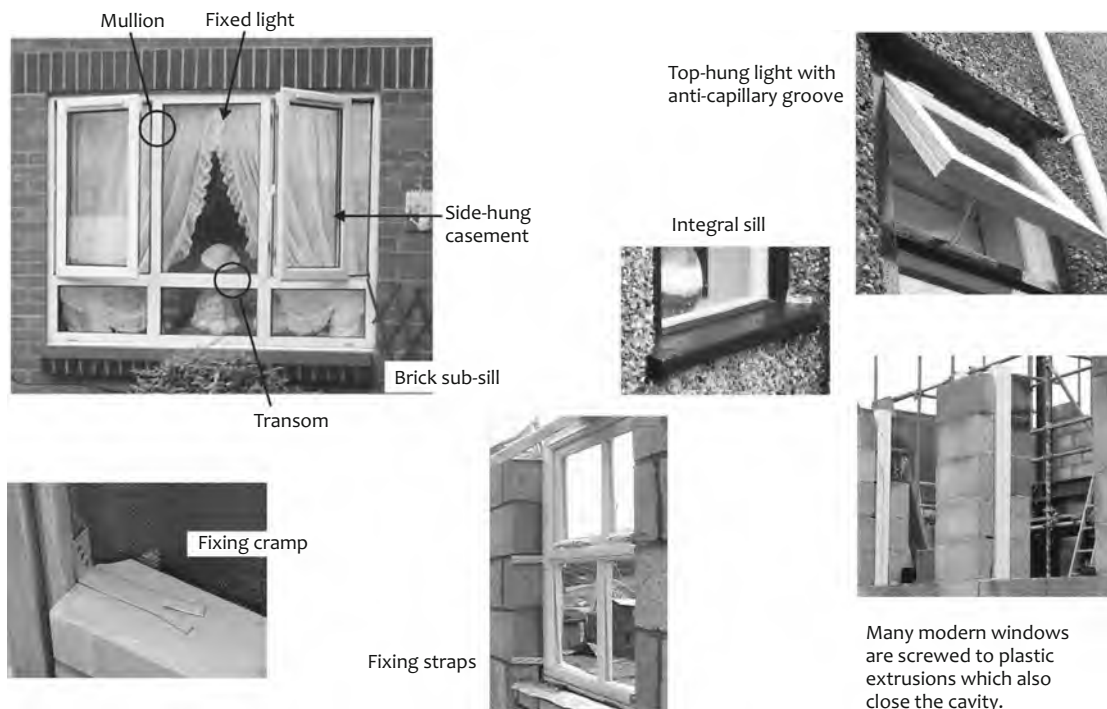 Mullion
Fixed light
Top-hung light with
anti-capillary groove
Side-hung
casement
Integral sill
Brick sub-sill
Transom
Fixing cramp
Fixing straps
Many modern windows
are screwed to plastic
extrusions which also
close the cavity.